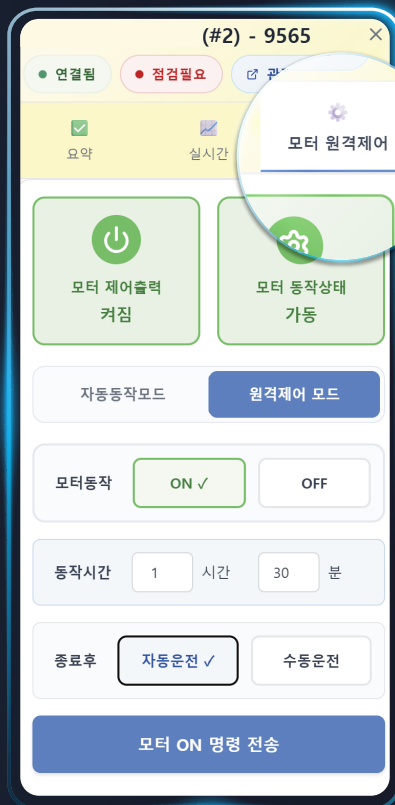 (#2) - 9565
연결됨
점검필요
요약
실시간
모터 원격제어
모터 제어출력
켜짐
모터 동작상태
가동
자동동작모드
원격제어 모드
모터동작
ON ✓
OFF
동작시간
1
시간
30
분
종료후
자동운전 ✓
수동운전
모터 ON 명령 전송